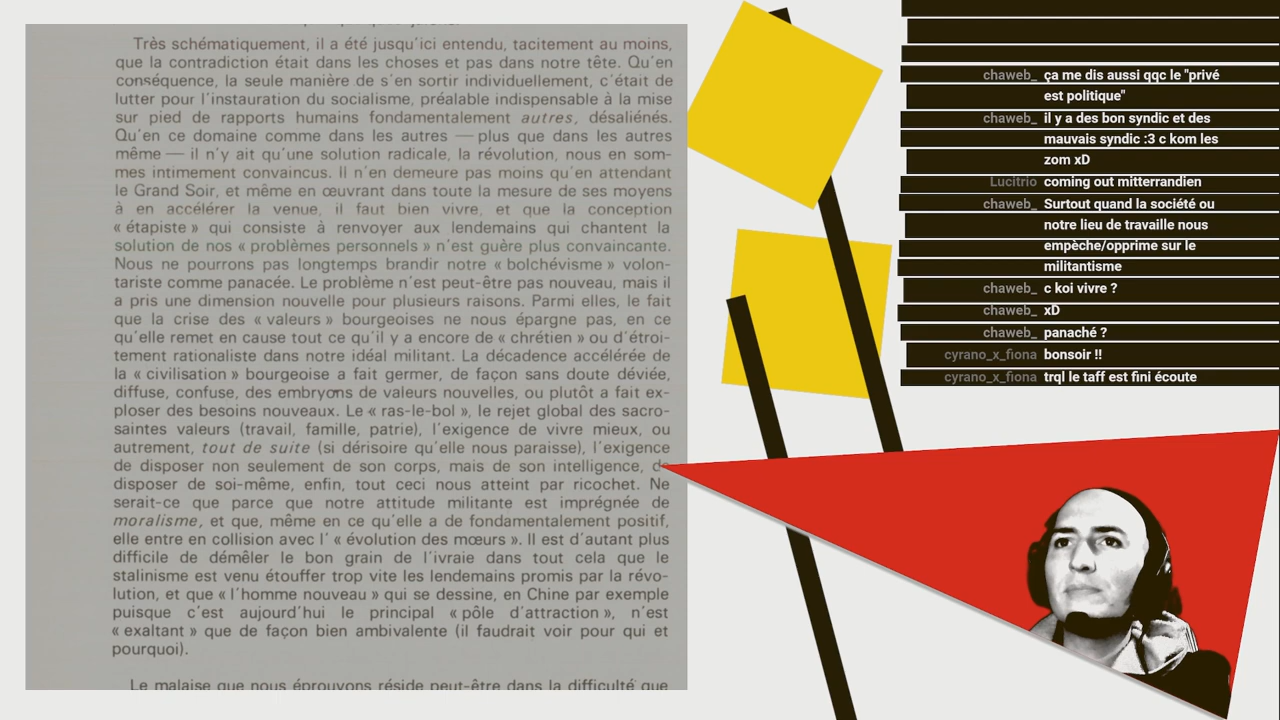 Très schématiquement, il a été jusqu'ici entendu, tacitement au moins,
que la contradiction était dans les choses et pas dans notre tête. Qu'en
conséquence, la seule manière de s'en sortir individuellement, c'était de
lutter pour l'instauration du socialisme, préalable indispensable à la mise
sur pied de rapports humains fondamentalement autres, désaliénés.
Qu'en ce domaine comme dans les autres — plus que dans les autres
même — il n'y ait qu'une solution radicale, la révolution, nous en som-
mes intimement convaincus. Il n'en demeure pas moins qu'en attendant
le Grand Soir, et même en œuvrant dans toute la mesure de ses moyens
à en accélérer la venue, il faut bien vivre, et que la conception
« étapiste » qui consiste à renvoyer aux lendemains qui chantent la
solution de nos « problèmes personnels » n'est guère plus convaincante.
Nous ne pourrons pas longtemps brandir notre « bolchévisme » volon-
tariste comme panacée. Le problème n'est peut-être pas nouveau, mais il
a pris une dimension nouvelle pour plusieurs raisons. Parmi elles, le fait
que la crise des « valeurs » bourgeoises ne nous épargne pas, en ce
qu'elle remet en cause tout ce qu'il y a encore de « chrétien » ou d'étroi-
tement rationaliste dans notre idéal militant. La décadence accélérée de
la « civilisation » bourgeoise a fait germer, de façon sans doute déviée,
diffuse, confuse, des embryons de valeurs nouvelles, ou plutôt a fait ex-
ploser des besoins nouveaux. Le « ras-le-bol », le rejet global des sacro-
saintes valeurs (travail, famille, patrie), l'exigence de vivre mieux, ou
autrement, tout de suite (si dérisoire qu'elle nous paraisse), l'exigence
de disposer non seulement de son corps, mais de son intelligence, de
disposer de soi-même, enfin, tout ceci nous atteint par ricochet. Ne
serait-ce que parce que notre attitude militante est imprégnée de
moralisme, et que, même en ce qu'elle a de fondamentalement positif,
elle entre en collision avec l' « évolution des mœurs ». Il est d'autant plus
difficile de démêler le bon grain de l'ivraie dans tout cela que le
stalinisme est venu étouffer trop vite les lendemains promis par la révo-
lution, et que « l'homme nouveau » qui se dessine, en Chine par exemple
puisque c'est aujourd'hui le principal « pôle d'attraction », n'est
« exaltant » que de façon bien ambivalente (il faudrait voir pour qui et
pourquoi).
Le malaise que nous éprouvons réside peut-être dans la difficulté que
chaweb_ ça me dis aussi qqc le "privé
est politique"
chaweb_ il y a des bon syndic et des
mauvais syndic :3 c kom les
zom xD
Lucitrio coming out mitterrandien
chaweb_ Surtout quand la société ou
notre lieu de travaille nous
empèche/opprime sur le
militantisme
chaweb_ c koi vivre ?
chaweb_ xD
chaweb_ panaché ?
cyrano_x_fiona bonsoir !!
cyrano_x_fiona trql le taff est fini écoute